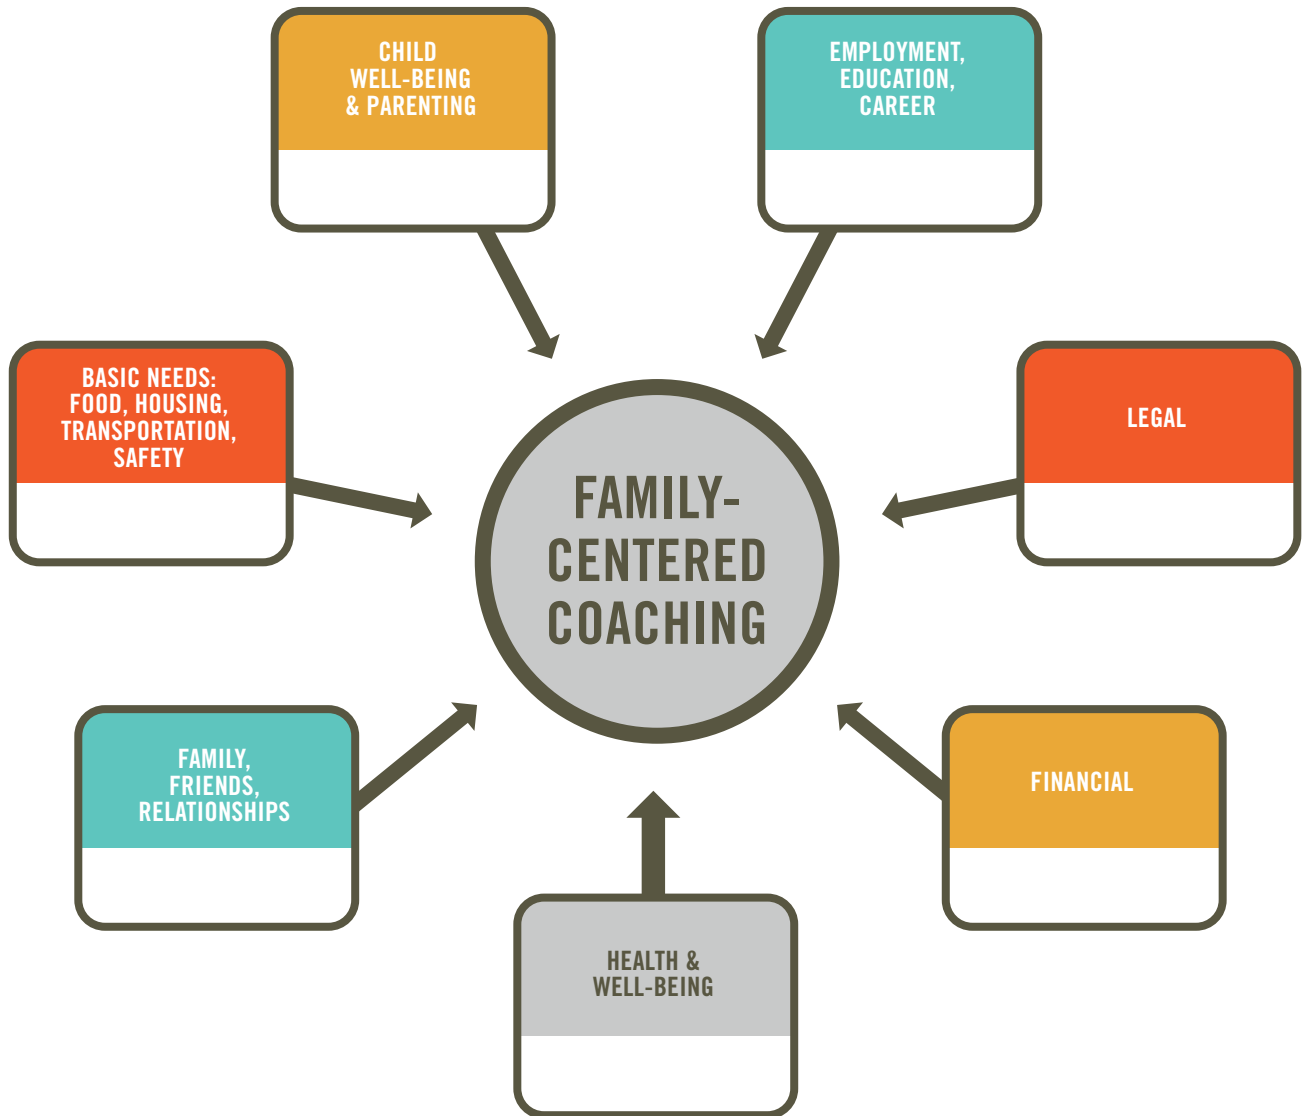 CHILD
WELL-BEING
& PARENTING
EMPLOYMENT,
EDUCATION,
CAREER
BASIC NEEDS:
FOOD, HOUSING,
TRANSPORTATION,
SAFETY
LEGAL
FAMILY-
CENTERED
COACHING
FAMILY,
FRIENDS,
RELATIONSHIPS
FINANCIAL
HEALTH &
WELL-BEING